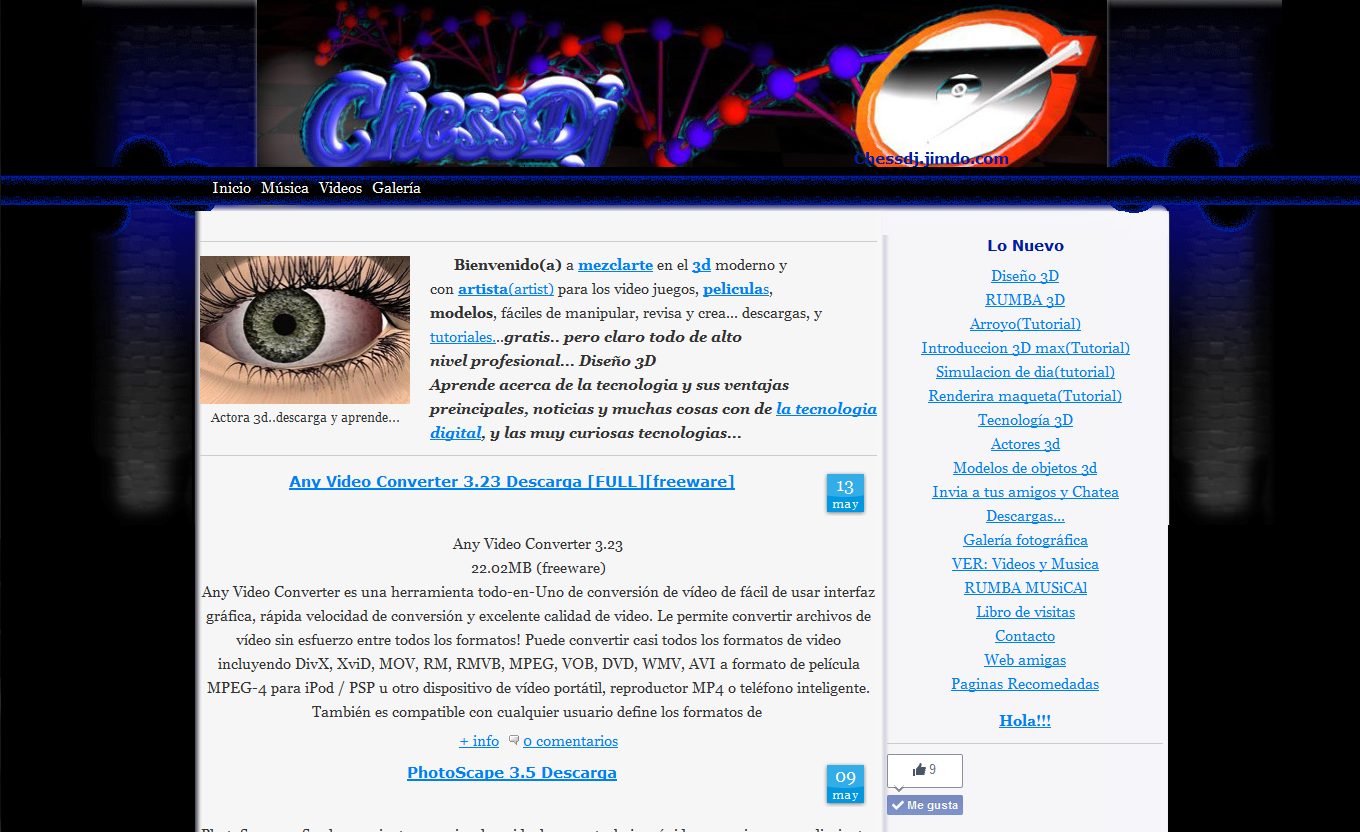 ChessDj
Chessdj.jimdo.com
Inicio Música Videos Galería
Bienvenido(a) a mezclarte en el 3d moderno y
con artista(artist) para los video juegos, peliculas,
modelos, fáciles de manipular, revisa y crea... descargas, y
tutoriales...gratis.. pero claro todo de alto
nivel profesional... Diseño 3D
Aprende acerca de la tecnologia y sus ventajas
preincipales, noticias y muchas cosas con de la tecnologia
digital, y las muy curiosas tecnologias...
Actora 3d..descarga y aprende...
Any Video Converter 3.23 Descarga [FULL][freeware]
13
may
Any Video Converter 3.23
22.02MB (freeware)
Any Video Converter es una herramienta todo-en-Uno de conversión de vídeo de fácil de usar interfaz
gráfica, rápida velocidad de conversión y excelente calidad de video. Le permite convertir archivos de
vídeo sin esfuerzo entre todos los formatos! Puede convertir casi todos los formatos de video
incluyendo DivX, XviD, MOV, RM, RMVB, MPEG, VOB, DVD, WMV, AVI a formato de película
MPEG-4 para iPod / PSP u otro dispositivo de vídeo portátil, reproductor MP4 o teléfono inteligente.
También es compatible con cualquier usuario define los formatos de
+ info 0 comentarios
PhotoScape 3.5 Descarga
09
may
Lo Nuevo
Diseño 3D
RUMBA 3D
Arroyo(Tutorial)
Introduccion 3D max(Tutorial)
Simulacion de dia(tutorial)
Renderira maqueta(Tutorial)
Tecnología 3D
Actores 3d
Modelos de objetos 3d
Invia a tus amigos y Chatea
Descargas...
Galería fotográfica
VER: Videos y Musica
RUMBA MUSiCAl
Libro de visitas
Contacto
Web amigas
Paginas Recomedadas
Hola!!!
9
Me gusta